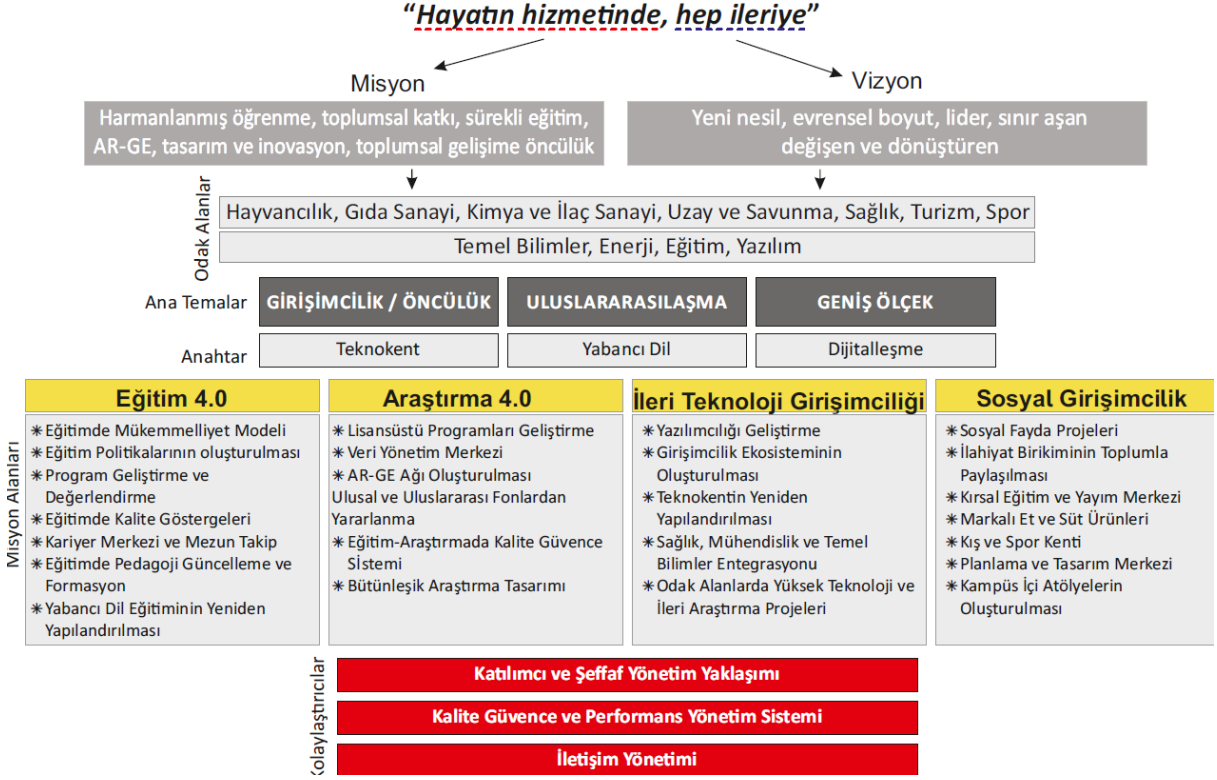 “Hayatın hizmetinde, hep ileriye”
Misyon
Vizyon
Harmanlanmış öğrenme, toplumsal katkı, sürekli eğitim,
AR-GE, tasarım ve inovasyon, toplumsal gelişime öncülük
Yeni nesil, evrensel boyut, lider, sınır aşan
değişen ve dönüştüren
Odak Alanlar
Hayvancılık, Gıda Sanayi, Kimya ve İlaç Sanayi, Uzay ve Savunma, Sağlık, Turizm, Spor
Temel Bilimler, Enerji, Eğitim, Yazılım
Ana Temalar
GİRİŞİMCİLİK / ÖNCÜLÜK
ULUSLARARASILAŞMA
GENİŞ ÖLÇEK
Anahtar
Teknokent
Yabancı Dil
Dijitalleşme
Misyon Alanları
Eğitim 4.0
✳Eğitimde Mükemmelliyet Modeli
✳Eğitim Politikalarının oluşturulması
✳Program Geliştirme ve
Değerlendirme
✳Eğitimde Kalite Göstergeleri
✳Kariyer Merkezi ve Mezun Takip
✳Eğitimde Pedagoji Güncelleme ve
Formasyon
✳Yabancı Dil Eğitiminin Yeniden
Yapılandırılması
Araştırma 4.0
✳Lisansüstü Programları Geliştirme
✳Veri Yönetim Merkezi
✳AR-GE Ağı Oluşturulması
Ulusal ve Uluslararası Fonlardan
Yararlanma
✳Eğitim-Araştırmada Kalite Güvence
Sİstemi
✳Bütünleşik Araştırma Tasarımı
İleri Teknoloji Girişimciliği
✳Yazılımcılığı Geliştirme
✳Girişimcilik Ekosisteminin
Oluşturulması
✳Teknokentin Yeniden
Yapılandırılması
✳Sağlık, Mühendislik ve Temel
Bilimler Entegrasyonu
✳Odak Alanlarda Yüksek Teknoloji ve
İleri Araştırma Projeleri
Sosyal Girişimcilik
✳Sosyal Fayda Projeleri
✳İlahiyat Birikiminin Toplumla
Paylaşılması
✳Kırsal Eğitim ve Yayım Merkezi
✳Markalı Et ve Süt Ürünleri
✳Kış ve Spor Kenti
✳Planlama ve Tasarım Merkezi
✳Kampüs İçi Atölyelerin
Oluşturulması
Kolaylaştırıcılar
Katılımcı ve Şeffaf Yönetim Yaklaşımı
Kalite Güvence ve Performans Yönetim Sistemi
İletişim Yönetimi